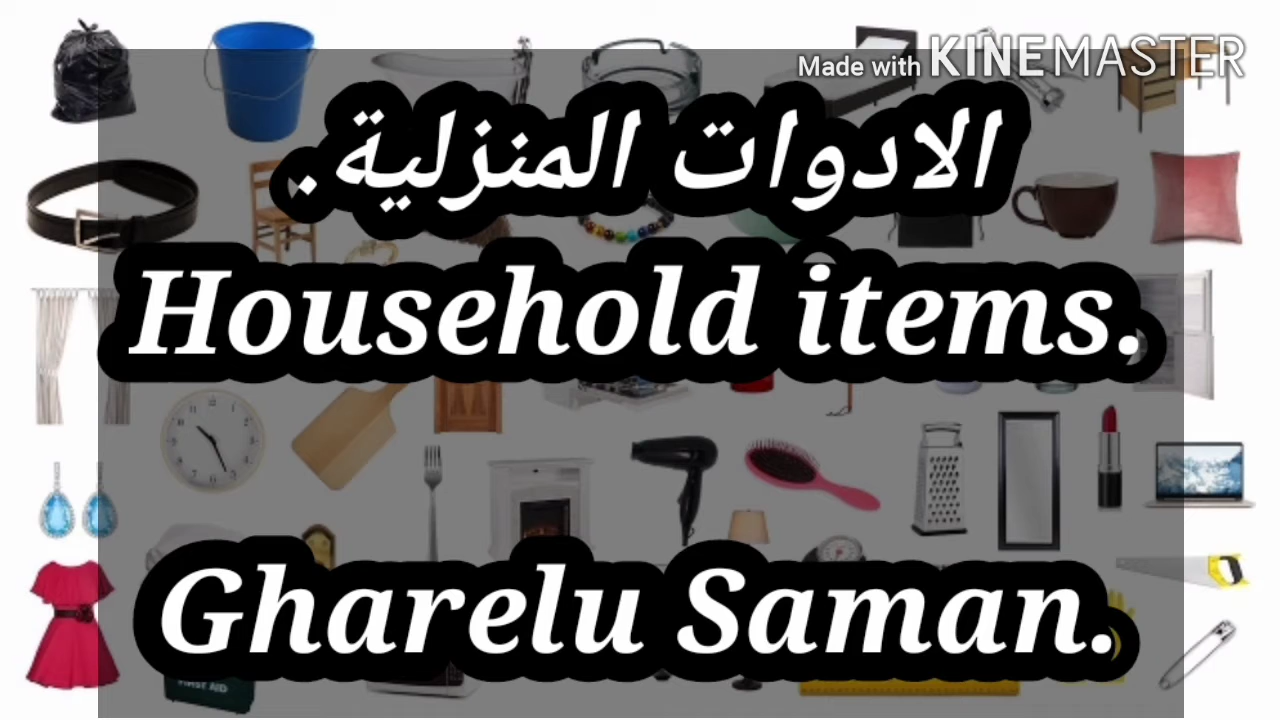 Made with KINEMASTER
الادوات المنزلية.
Household items.
Gharelu Saman.
FIRST AID